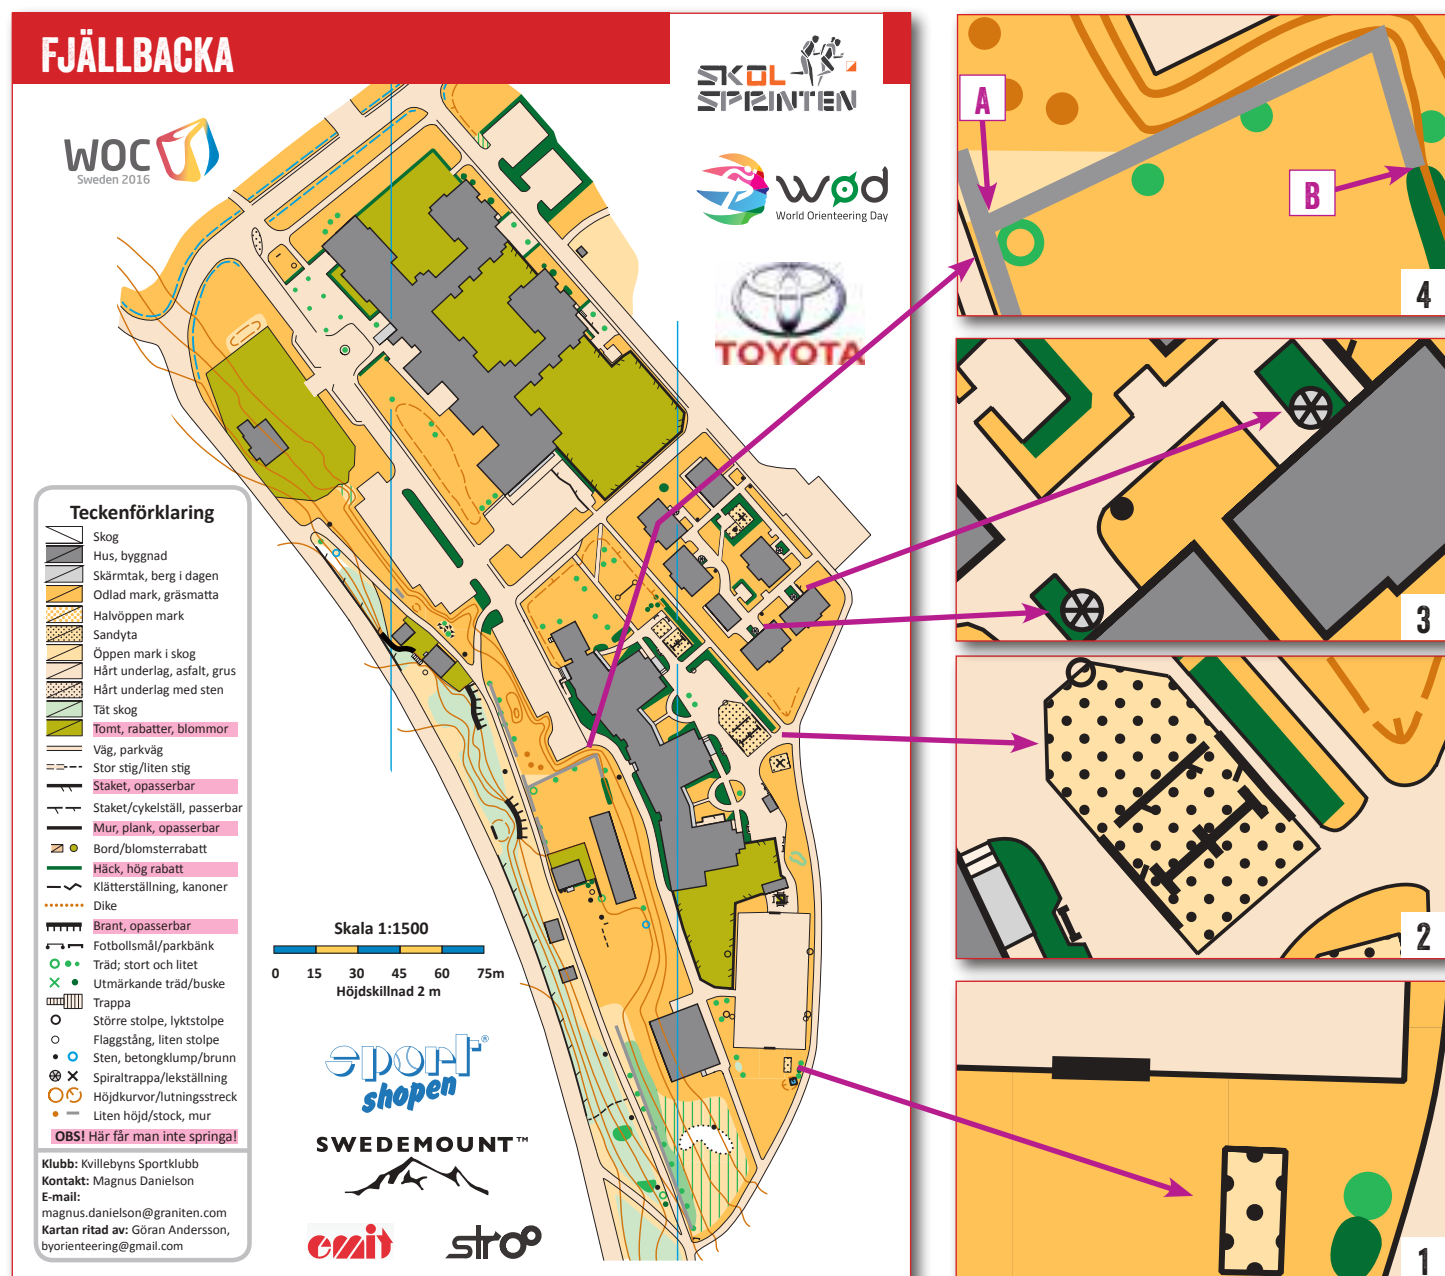 FJÄLLBACKA
SKOL
SPRINTEN
WOC
Sweden 2016
wod
World Orienteering Day
TOYOTA
A
B
4
3
2
1
Teckenförklaring
Skog
Hus, byggnad
Skärmtak, berg i dagen
Odlad mark, gräsmatta
Halvöppen mark
Sandyta
Öppen mark i skog
Hårt underlag, asfalt, grus
Hårt underlag med sten
Tät skog
Tomt, rabatter, blommor
Väg, parkväg
Stor stig/liten stig
Staket, opasserbar
Staket/cykelställ, passerbar
Mur, plank, opasserbar
Bord/blomsterrabatt
Häck, hög rabatt
Klätterställning, kanoner
Dike
Brant, opasserbar
Fotbollsmål/parkbänk
Träd; stort och litet
Utmärkande träd/buske
Trappa
Större stolpe, lyktstolpe
Flaggstång, liten stolpe
Sten, betongklump/brunn
Spiraltrappa/lekställning
Höjdkurvor/lutningsstreck
Liten höjd/stock, mur
OBS! Här får man inte springa!
Klubb: Kvillebyns Sportklubb
Kontakt: Magnus Danielson
E-mail:
magnus.danielson@graniten.com
Kartan ritad av: Göran Andersson,
byorienteering@gmail.com
Skala 1:1500
0 15 30 45 60 75m
Höjdskillnad 2 m
sport®
shopen
SWEDEMOUNT™
emit
stroo